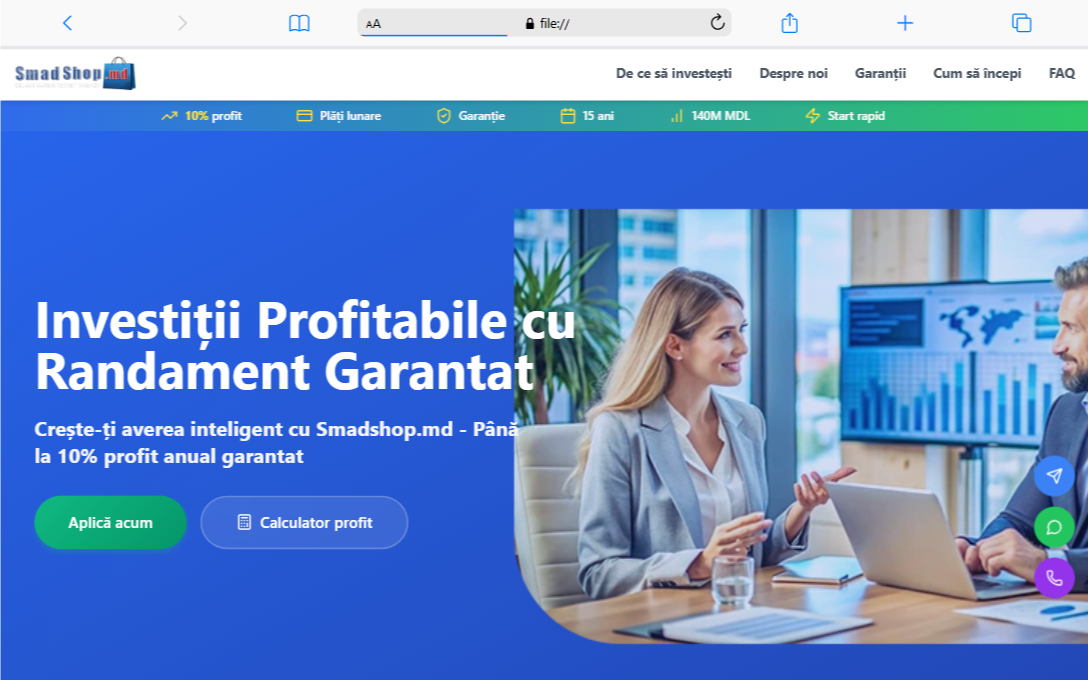 AA
file://
Smad Shop .md
De ce să investești
Despre noi
Garanții
Cum să începi
FAQ
10% profit
Plăți lunare
Garanție
15 ani
140M MDL
Start rapid
Investiții Profitabile cu
Randament Garantat
Crește-ți averea inteligent cu Smadshop.md - Până
la 10% profit anual garantat
Aplică acum
Calculator profit